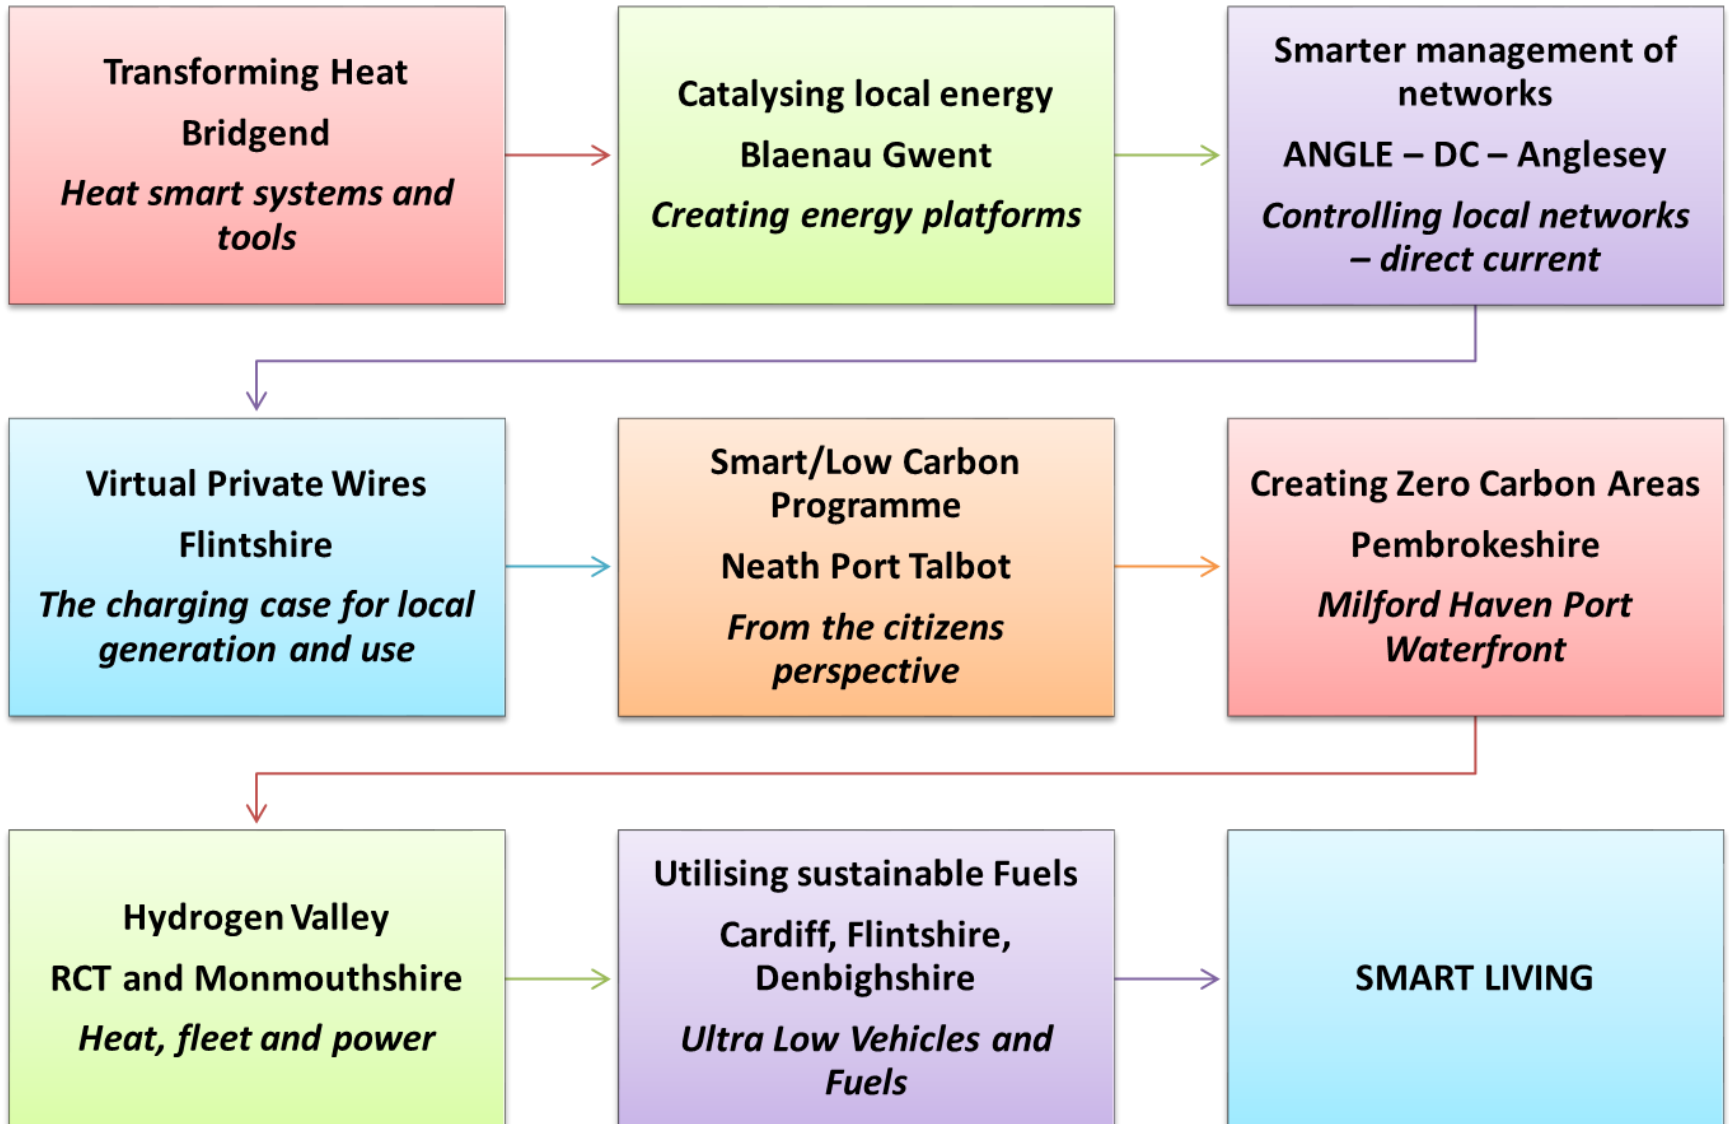 Transforming Heat
Bridgend
Heat smart systems and
tools
Catalysing local energy
Blaenau Gwent
Creating energy platforms
Smarter management of
networks
ANGLE – DC – Anglesey
Controlling local networks
– direct current
Virtual Private Wires
Flintshire
The charging case for local
generation and use
Smart/Low Carbon
Programme
Neath Port Talbot
From the citizens
perspective
Creating Zero Carbon Areas
Pembrokeshire
Milford Haven Port
Waterfront
Hydrogen Valley
RCT and Monmouthshire
Heat, fleet and power
Utilising sustainable Fuels
Cardiff, Flintshire,
Denbighshire
Ultra Low Vehicles and
Fuels
SMART LIVING